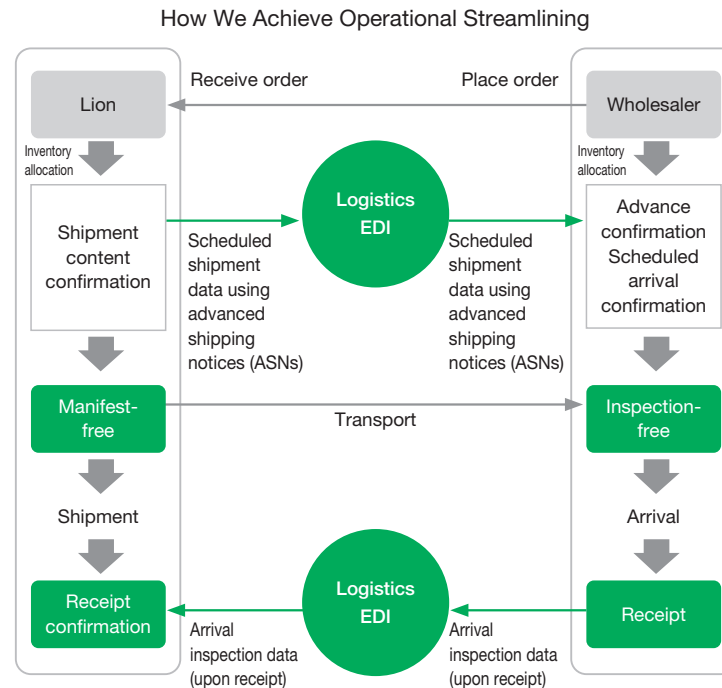 How We Achieve Operational Streamlining
Lion
Receive order
Place order
Wholesaler
Inventory
allocation
Inventory
allocation
Shipment
content
confirmation
Logistics
EDI
Scheduled
shipment
data using
advanced
shipping
notices (ASNs)
Scheduled
shipment
data using
advanced
shipping
notices (ASNs)
Advance
confirmation
Scheduled
arrival
confirmation
Manifest-
free
Transport
Inspection-
free
Shipment
Arrival
Receipt
confirmation
Logistics
EDI
Receipt
Arrival
inspection data
(upon receipt)
Arrival
inspection data
(upon receipt)